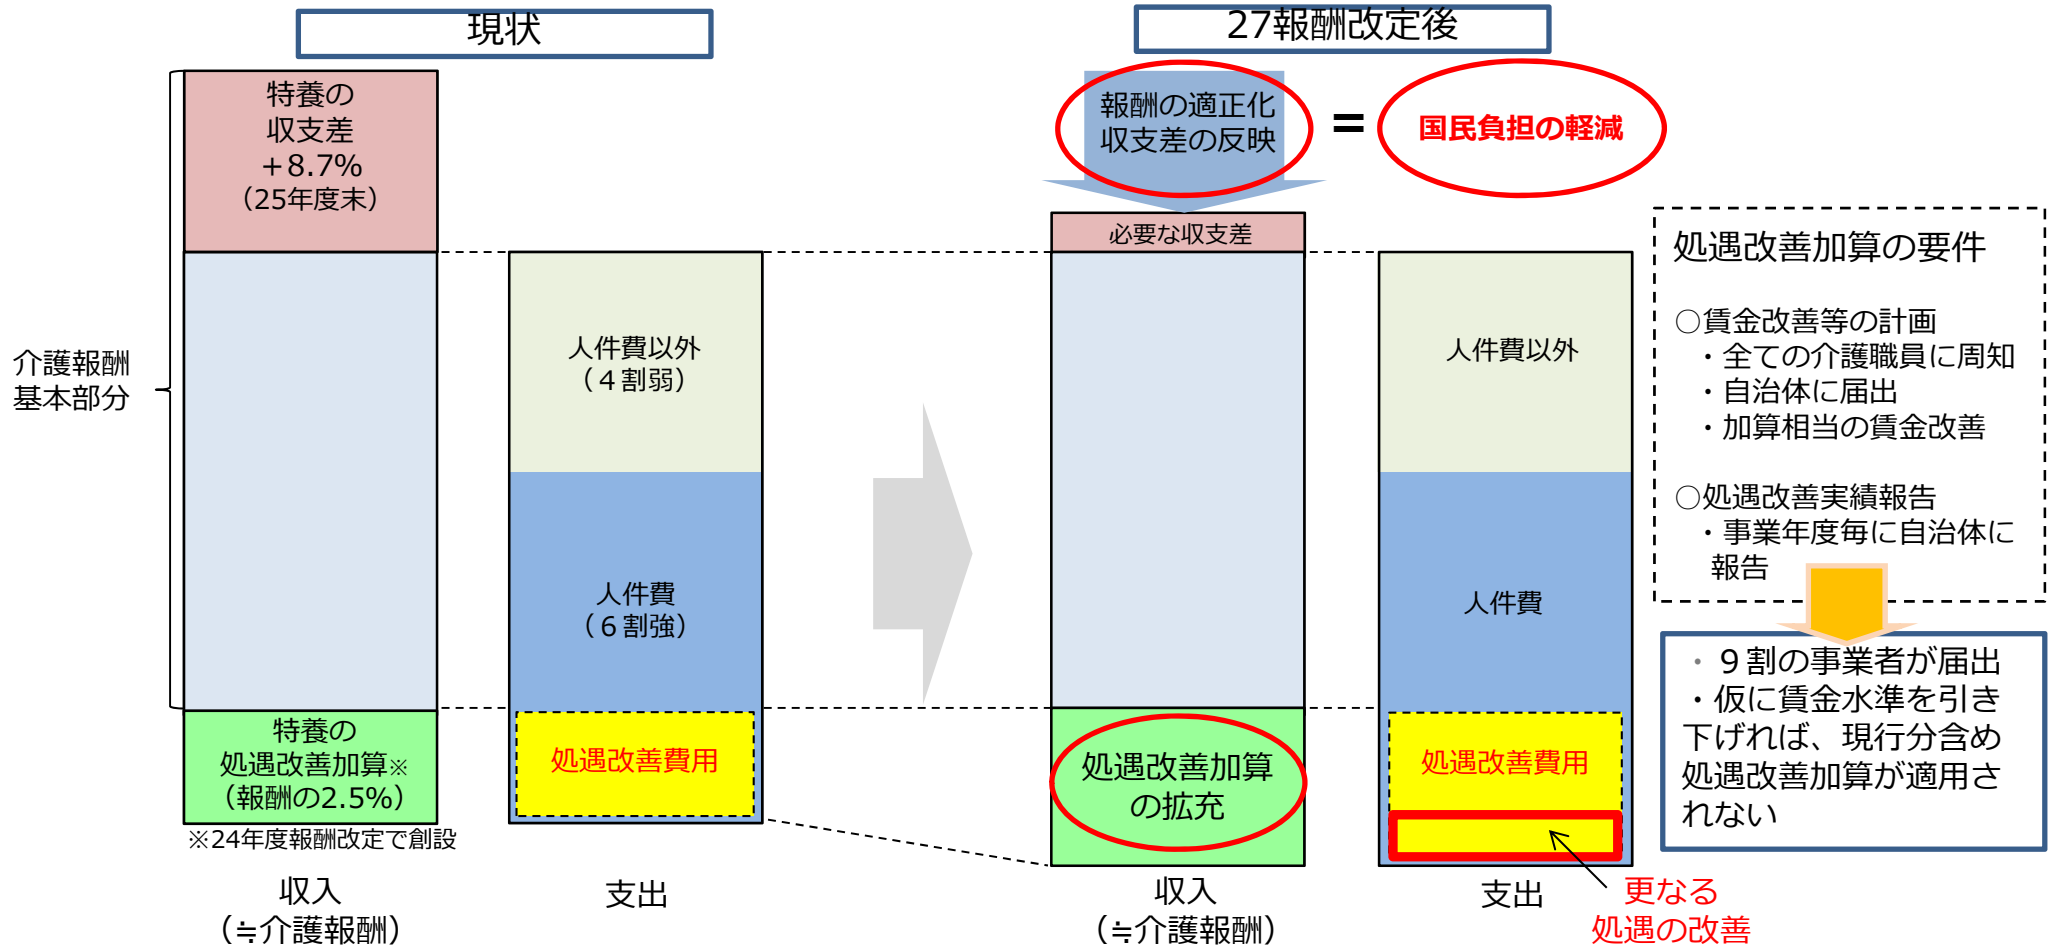 現状
27報酬改定後
特養の
収支差
+8.7%
（25年度末）
報酬の適正化
収支差の反映
＝
国民負担の軽減
必要な収支差
介護報酬
基本部分
人件費以外
（４割弱）
人件費
（６割強）
人件費以外
人件費
特養の
処遇改善加算※
（報酬の2.5%）
※24年度報酬改定で創設
処遇改善費用
処遇改善加算
の拡充
処遇改善費用
収入
（≒介護報酬）
支出
収入
（≒介護報酬）
支出
更なる
処遇の改善
処遇改善加算の要件
○賃金改善等の計画
・全ての介護職員に周知
・自治体に届出
・加算相当の賃金改善
○処遇改善実績報告
・事業年度毎に自治体に
報告
・９割の事業者が届出
・仮に賃金水準を引き
下げれば、現行分含め
処遇改善加算が適用さ
れない